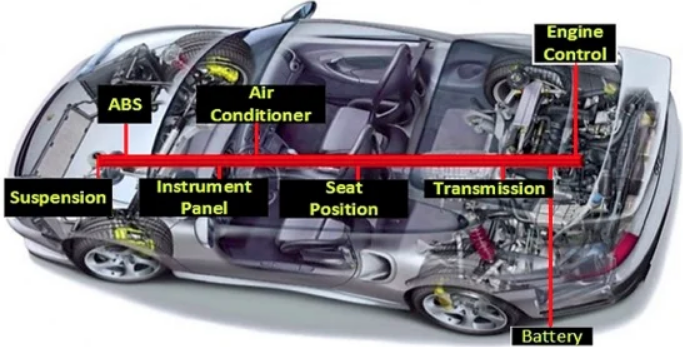 Engine
Control
ABS
Air
Conditioner
Suspension
Instrument
Panel
Seat
Position
Transmission
Battery